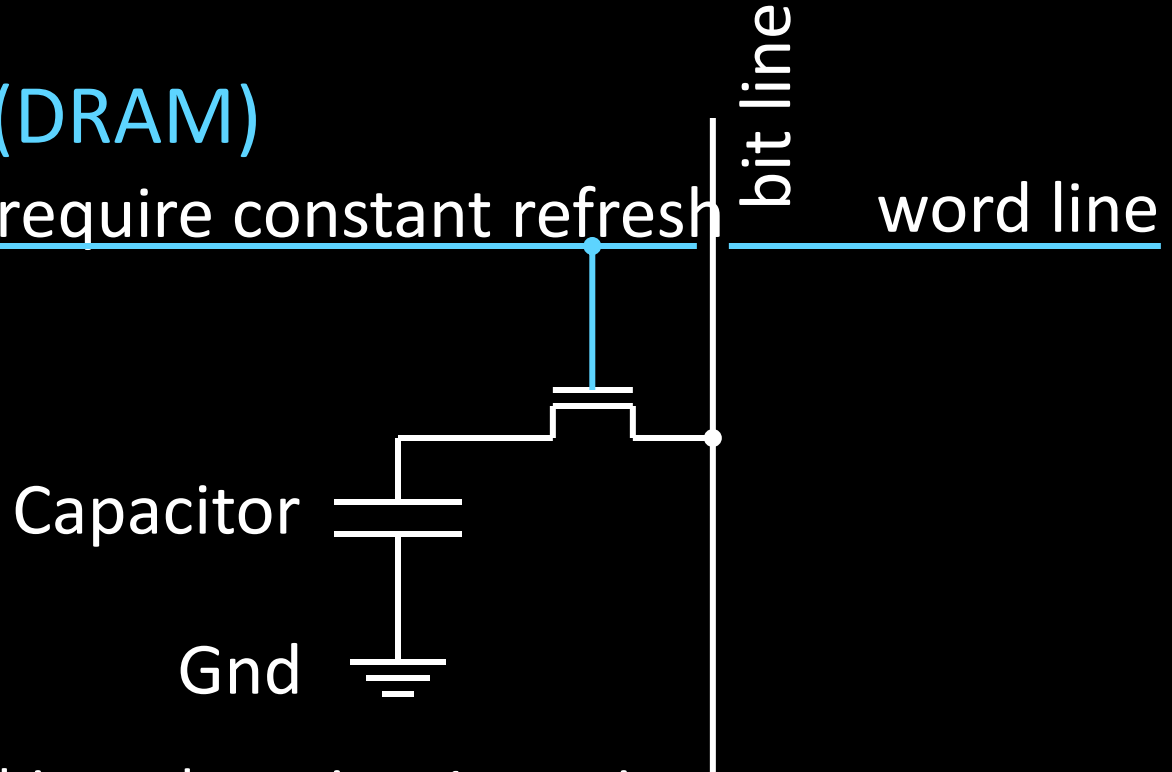 (DRAM)
require constant refresh
bit line
word line
Capacitor
Gnd